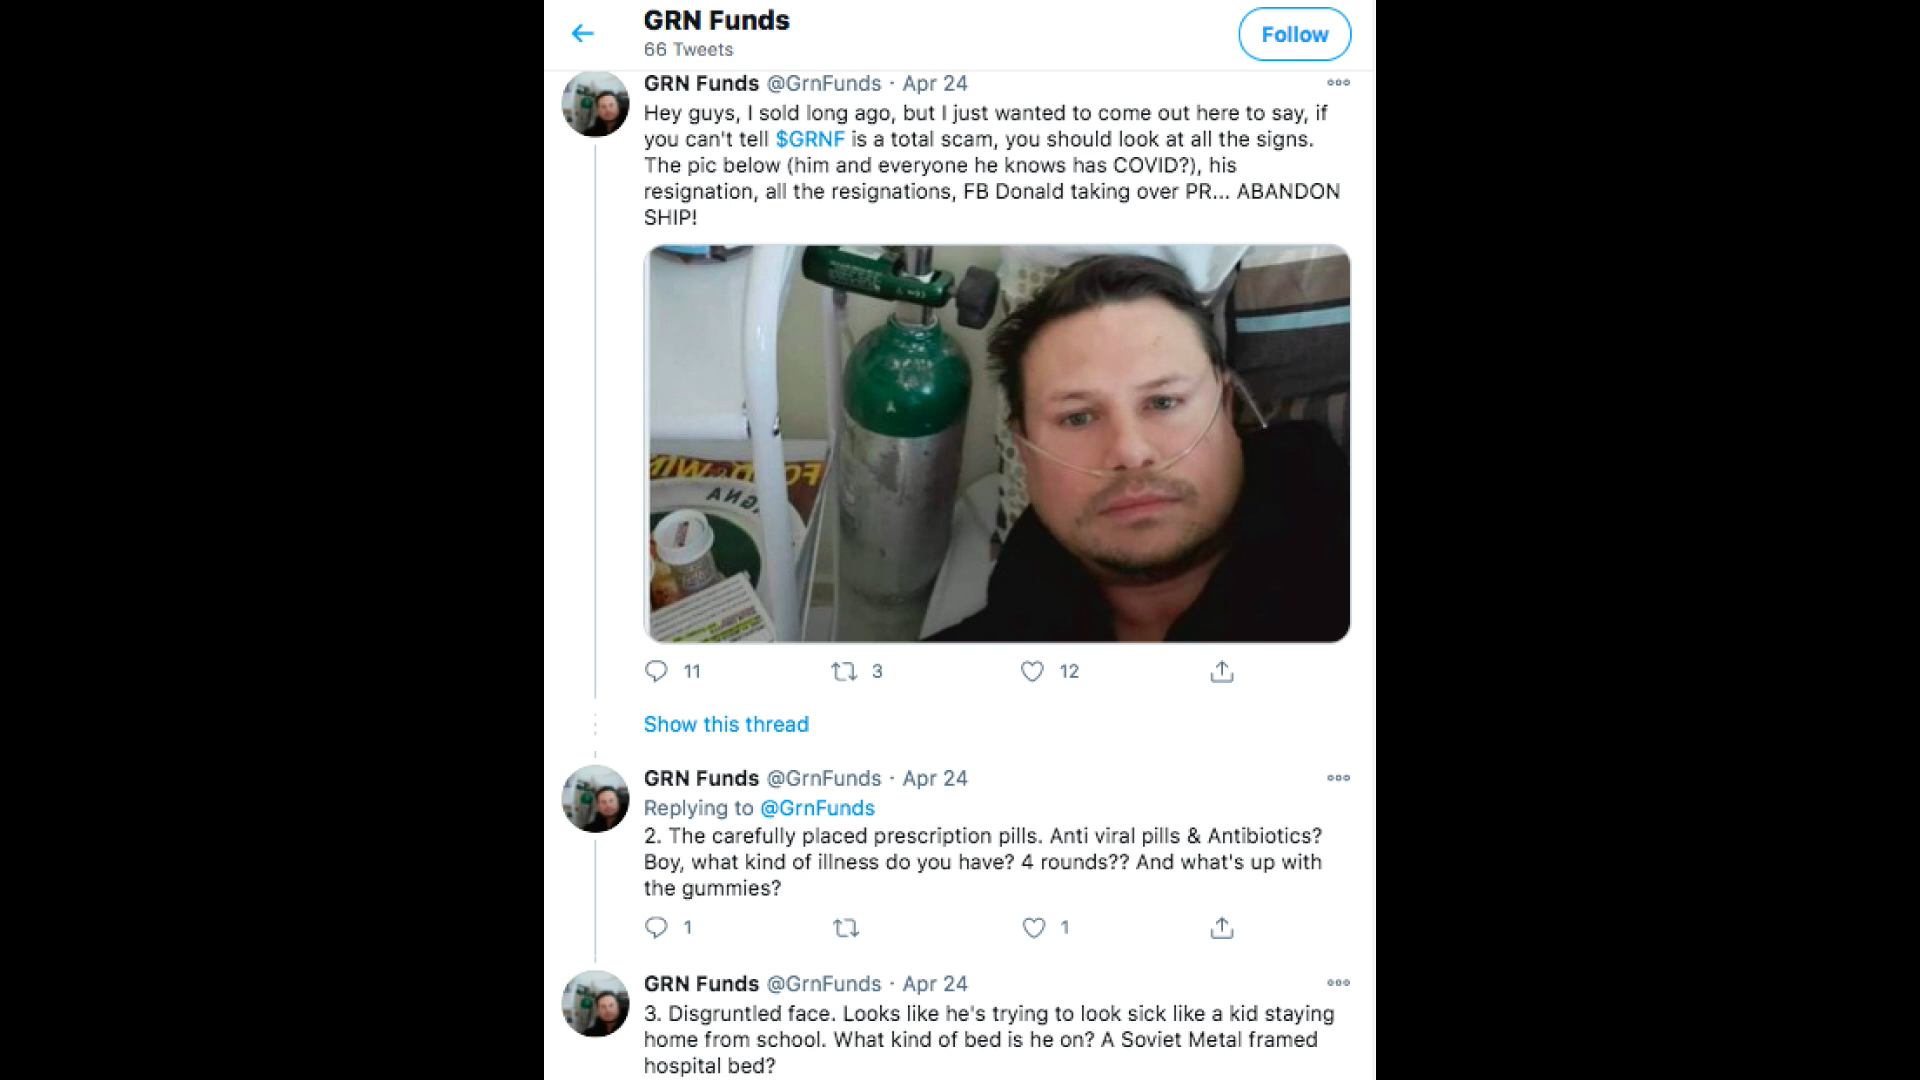 GRN Funds
66 Tweets
Follow
GRN Funds @GrnFunds · Apr 24
Hey guys, I sold long ago, but I just wanted to come out here to say, if
you can't tell $GRNF is a total scam, you should look at all the signs.
The pic below (him and everyone he knows has COVID?), his
resignation, all the resignations, FB Donald taking over PR... ABANDON
SHIP!
11
3
12
Show this thread
GRN Funds @GrnFunds · Apr 24
Replying to @GrnFunds
2. The carefully placed prescription pills. Anti viral pills & Antibiotics?
Boy, what kind of illness do you have? 4 rounds?? And what's up with
the gummies?
1
1
GRN Funds @GrnFunds · Apr 24
3. Disgruntled face. Looks like he's trying to look sick like a kid staying
home from school. What kind of bed is he on? A Soviet Metal framed
hospital bed?